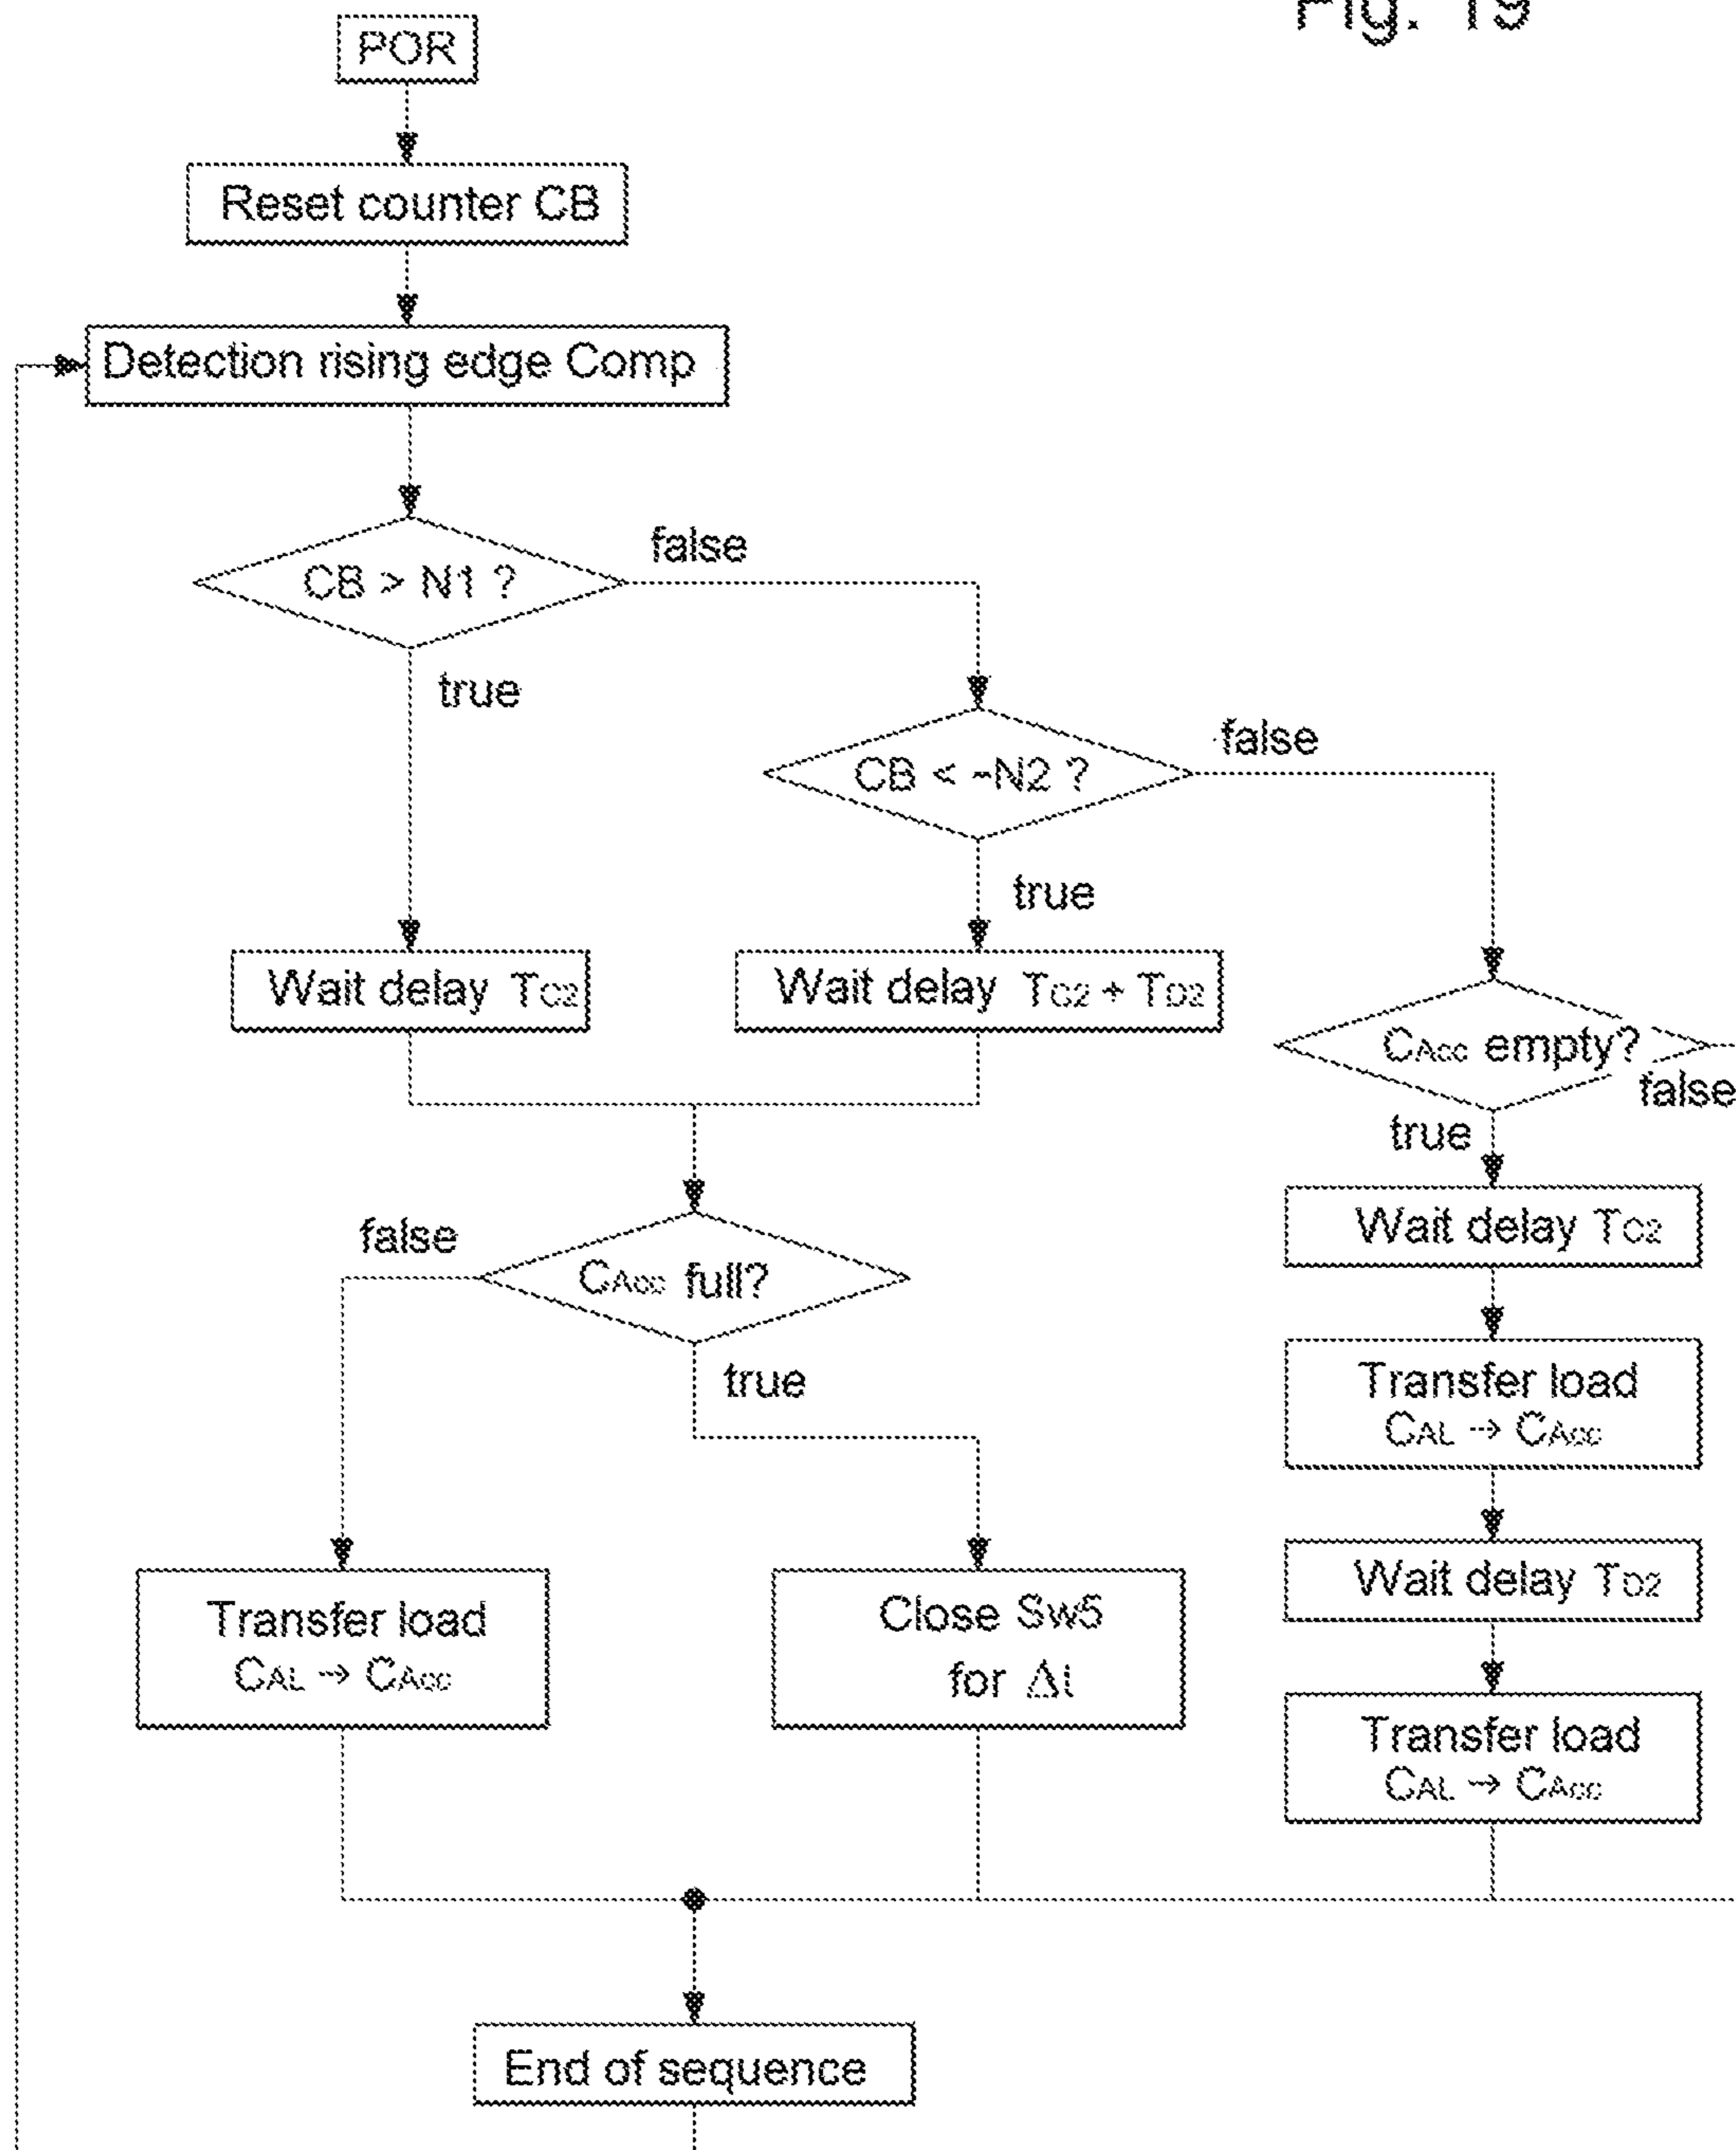 Fig. 19
POR
Reset counter CB
Detection rising edge Comp
CB > N1 ?
false
true
CB < -N2 ?
false
true
Wait delay TC2
Wait delay TC2 + TD2
CAcc empty?
false
true
Wait delay TC2
false
CAcc full?
true
Transfer load
CAL → CAcc
Wait delay TD2
Transfer load
CAL → CAcc
Close Sw5
for Δt
Transfer load
CAL → CAcc
End of sequence